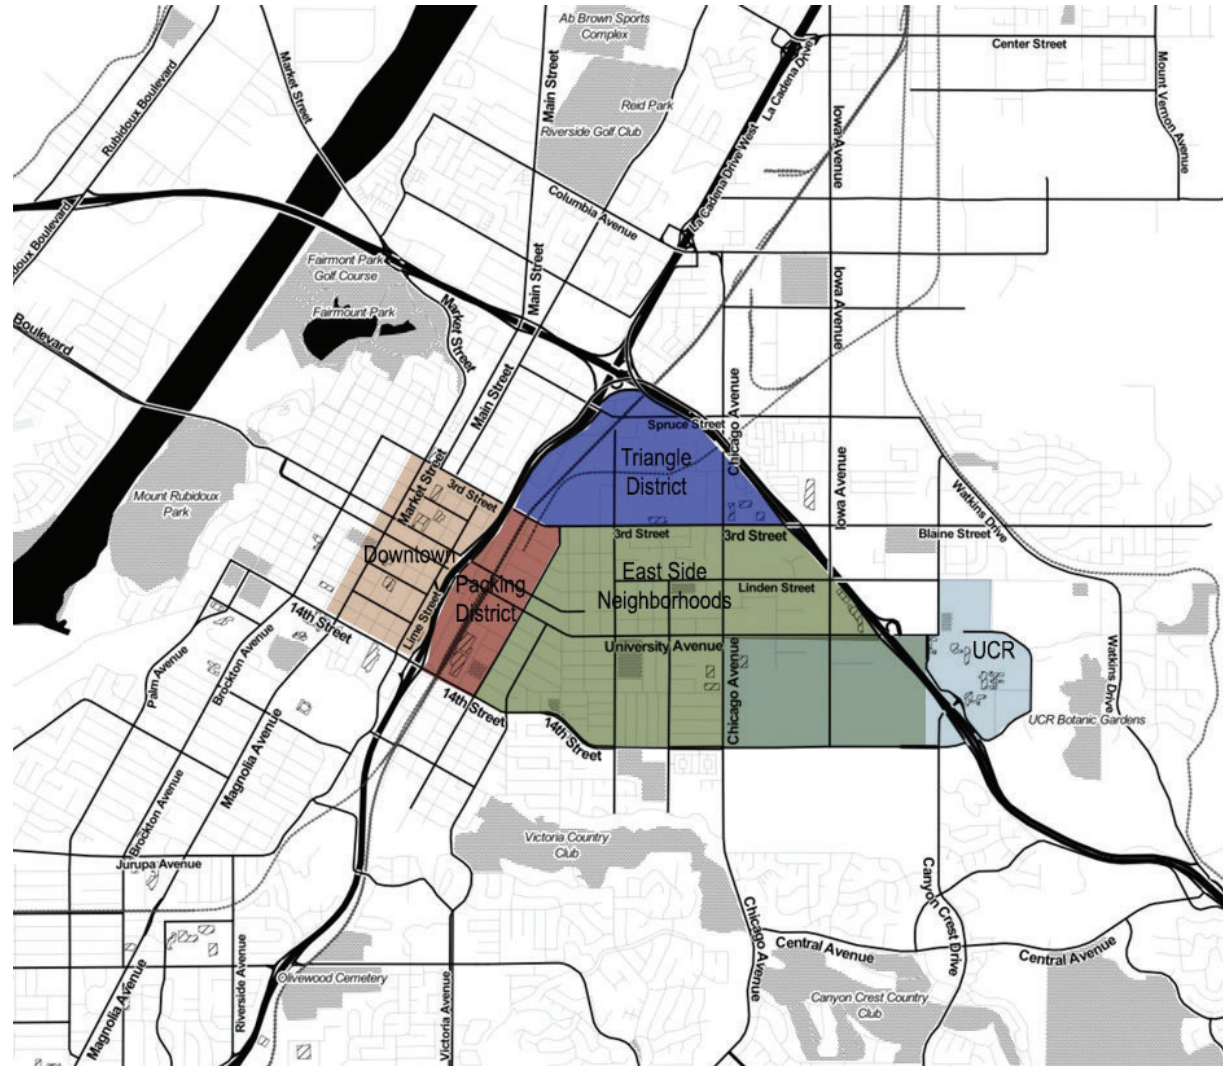 Ab Brown Sports
Complex
Center Street
Market Street
Main Street
La Cadena Drive
Mount Vernon Avenue
Rubidoux Boulevard
Reid Park
Riverside Golf Club
Iowa Avenue
La Cadena Drive West
Columbia Avenue
doux Boulevard
Fairmont Park
Golf Course
Main Street
Iowa Avenue
Fairmount Park
Market Street
Boulevard
Main Street
Chicago Avenue
Spruce Street
Triangle
District
Market Street
3rd Street
Iowa Avenue
Watkins Drive
Mount Rubidoux
Park
3rd Street
3rd Street
Blaine Street
Downtown
Packing
District
East Side
Neighborhoods
Linden Street
14th Street
Lime Street
University Avenue
UCR
Palm Avenue
Brockton Avenue
14th Street
14th Street
Chicago Avenue
Watkins Drive
UCR Botanic Gardens
Magnolia Avenue
Brockton Avenue
Victoria Country
Club
Jurupa Avenue
Canyon Crest Drive
Chicago Avenue
Central Avenue
Central Avenue
Magnolia Avenue
Riverside Avenue
Olivewood Cemetery
Victoria Avenue
Canyon Crest Country
Club